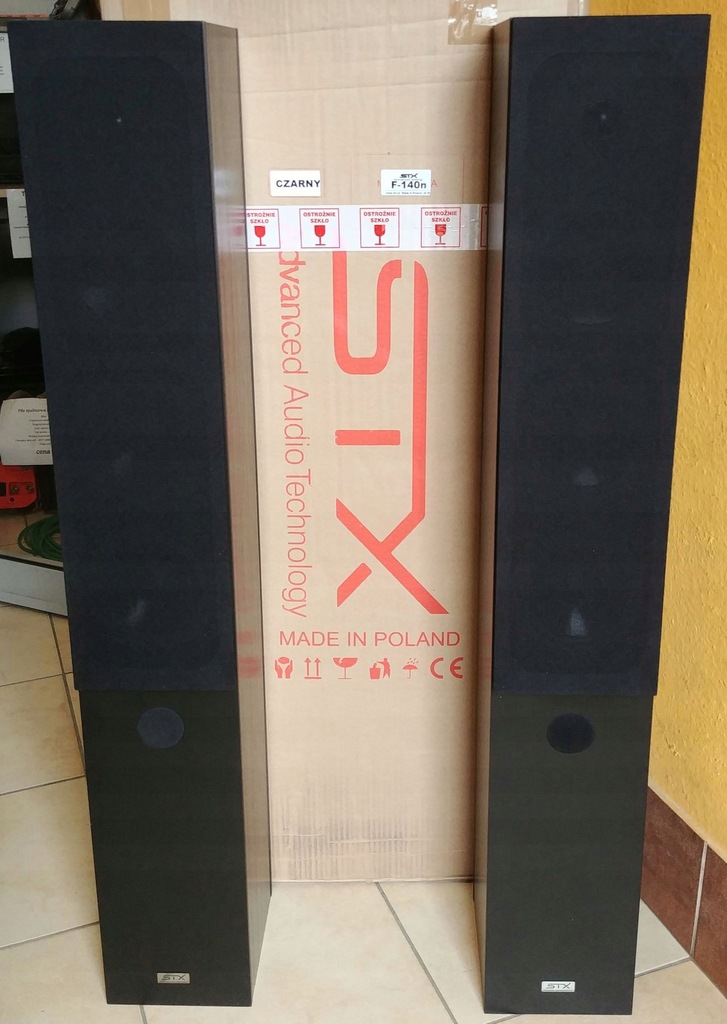 CZARNY
STX
F-140n
OSTROŻNIE
SZKŁO
OSTROŻNIE
SZKŁO
OSTROŻNIE
SZKŁO
OSTROŻNIE
SZKŁO
STX
dvanced Audio Technology
MADE IN POLAND
CE
cena
STX
STX